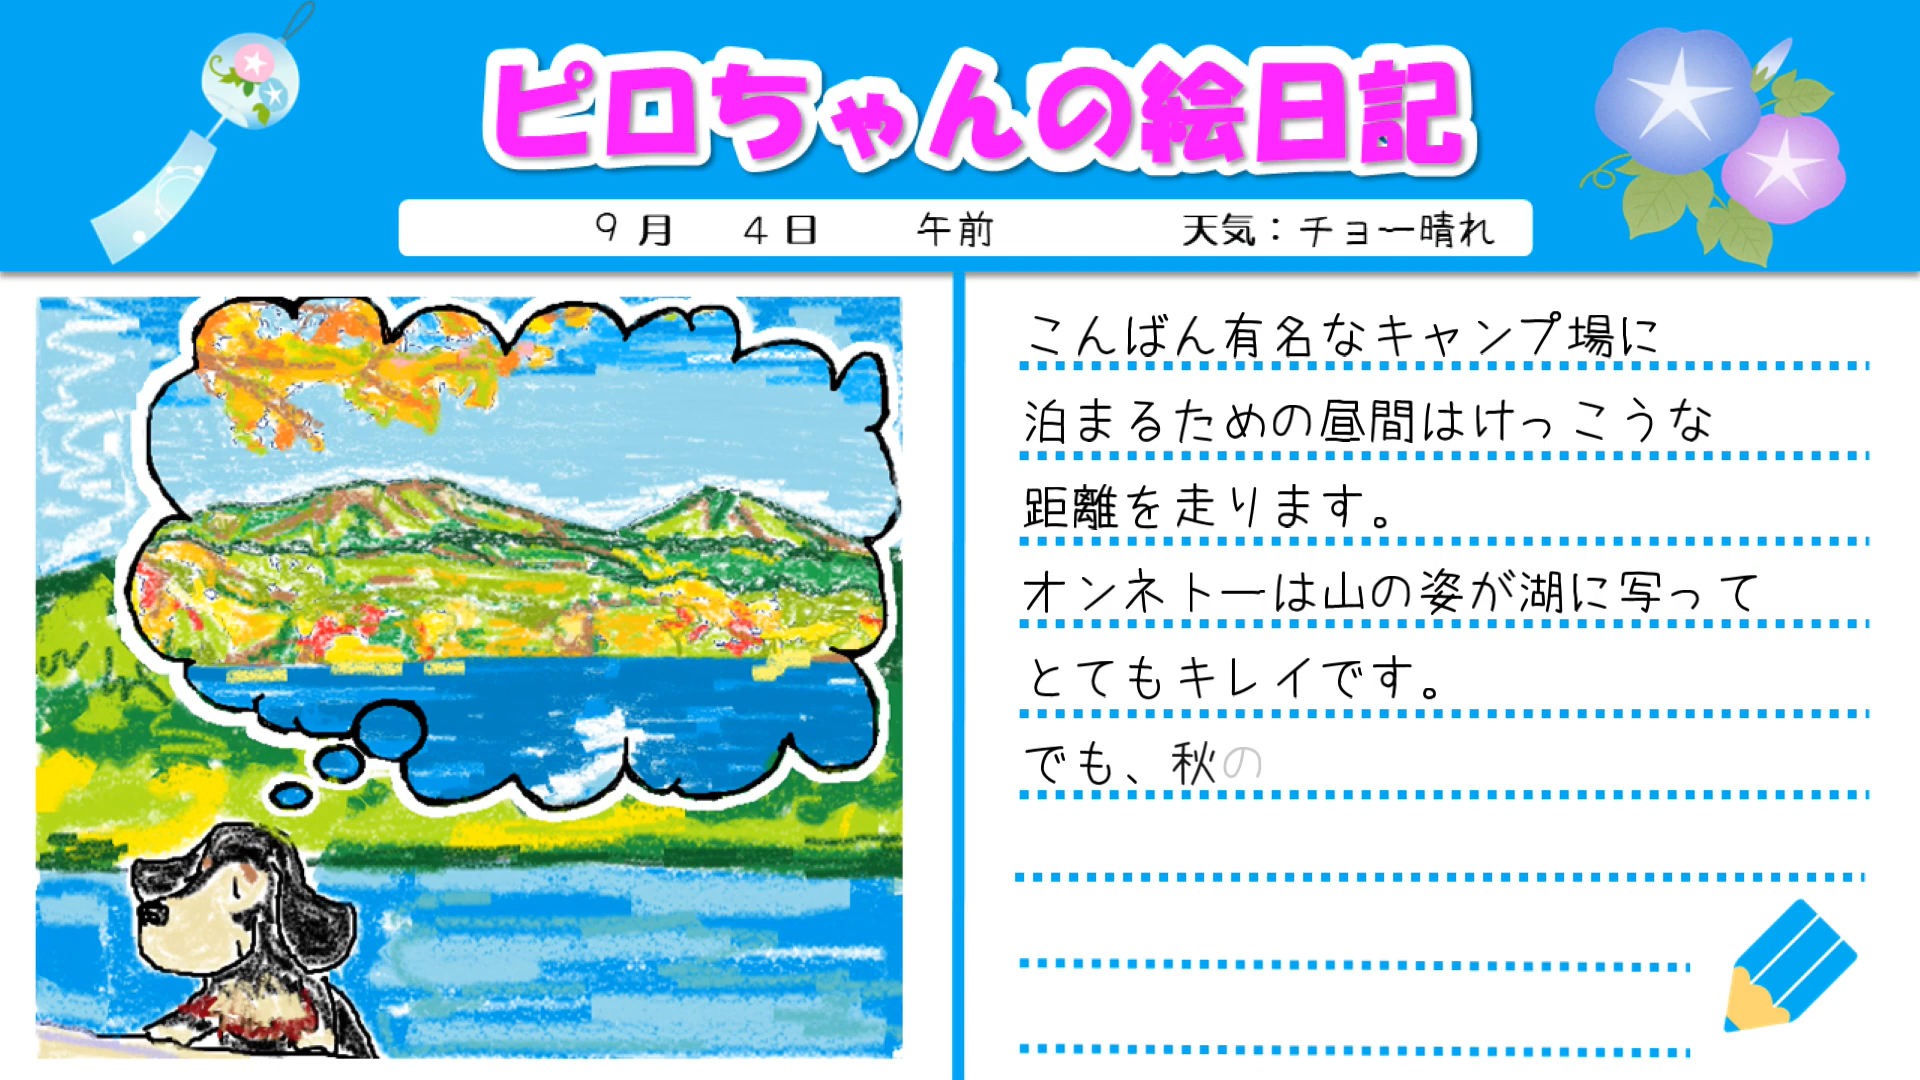 ピロちゃんの絵日記
9月 4日 午前 天気：チョー晴れ
こんばん有名なキャンプ場に
泊まるための昼間はけっこうな
距離を走ります。
オンネトーは山の姿が湖に写って
とてもキレイです。
でも、秋の